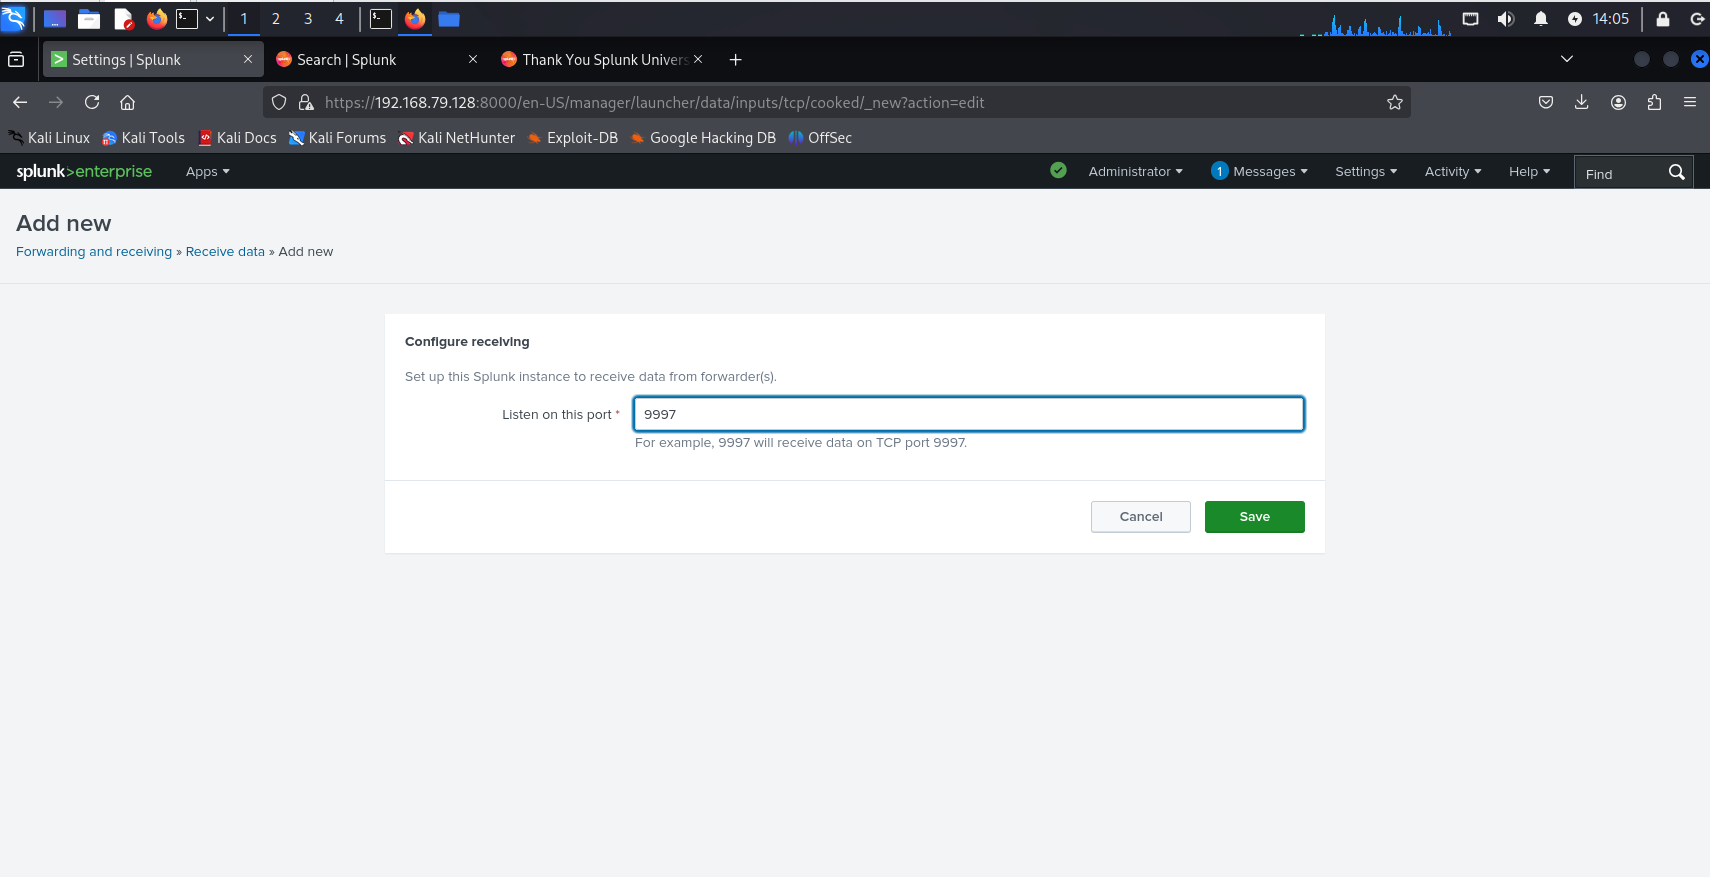 1 2 3 4 14:05
Settings | Splunk Search | Splunk Thank You Splunk Univers
https://192.168.79.128:8000/en-US/manager/launcher/data/inputs/tcp/cooked/_new?action=edit
Kali Linux Kali Tools Kali Docs Kali Forums Kali NetHunter Exploit-DB Google Hacking DB OffSec
splunk>enterprise Apps Administrator 1 Messages Settings Activity Help Find
Add new
Forwarding and receiving » Receive data » Add new
Configure receiving
Set up this Splunk instance to receive data from forwarder(s).
Listen on this port * 9997
For example, 9997 will receive data on TCP port 9997.
Cancel Save